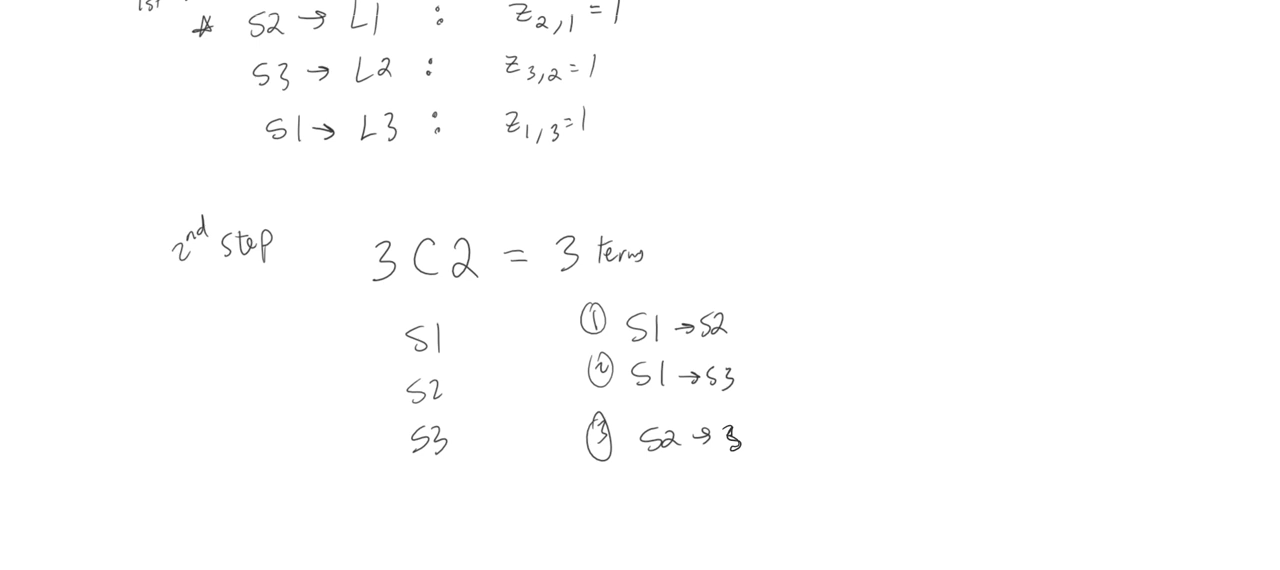 1st
* S2 → L1 : z2,1 = 1
S3 → L2 : z3,2 = 1
S1 → L3 : z1,3 = 1
2nd step 3C2 = 3 terms
S1 ① S1 → S2
S2 ② S1 → S3
S3 ③ S2 → 3